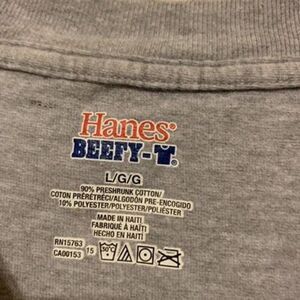 Hanes®
BEEFY-T®
L/G/G
90% PRESHRUNK COTTON/
COTON PRÉRÉTRÉCI/ALGODÓN PRE-ENCOGIDO
10% POLYESTER/POLYESTER/POLIÉSTER
MADE IN HAITI
FABRIQUÉ À HAITI
HECHO EN HAITI
RN15763
CA00153
15